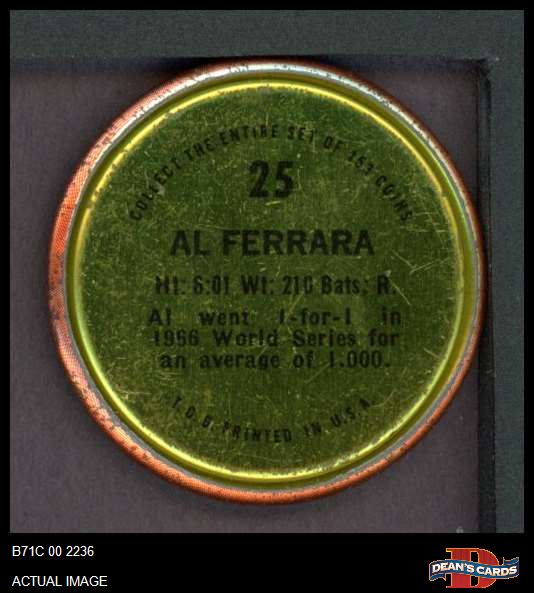 COLLECT THE ENTIRE SET OF 153 COINS
25
AL FERRARA
Ht: 6:01 Wt: 210 Bats: R.
Al went 1-for-1 in
1966 World Series for
an average of 1.000.
T.C.G. PRINTED IN U.S.A.
B71C 00 2236
ACTUAL IMAGE
DEAN'S CARDS